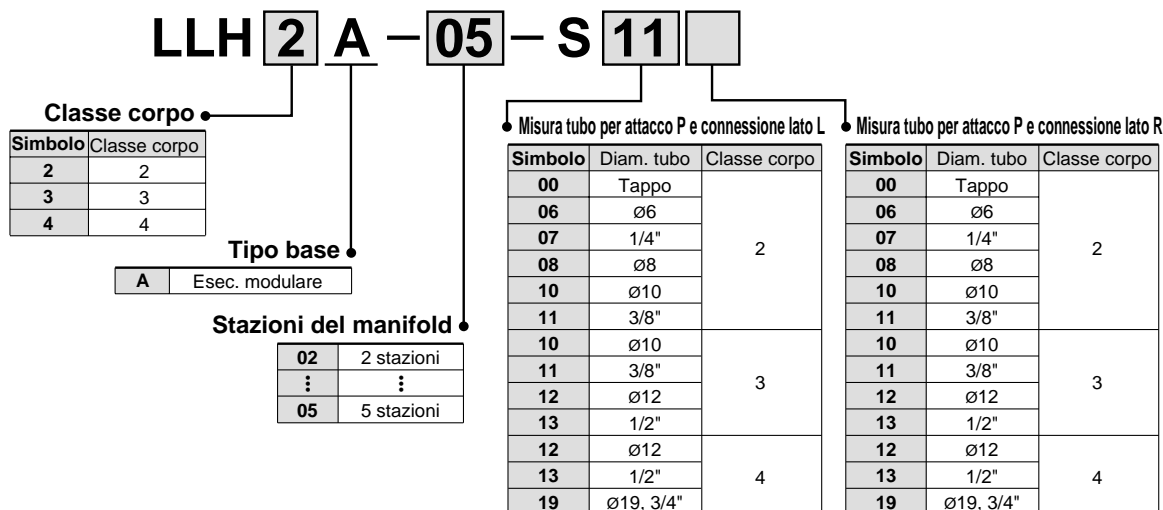 LLH 2 A － 05 － S 11
Classe corpo
Simbolo Classe corpo
2 2
3 3
4 4
Tipo base
A Esec. modulare
Stazioni del manifold
02 2 stazioni
⋮ ⋮
05 5 stazioni
Misura tubo per attacco P e connessione lato L
Simbolo Diam. tubo Classe corpo
00 Tappo
06 Ø6
07 1/4"
08 Ø8
10 Ø10
11 3/8"
2
10 Ø10
11 3/8"
12 Ø12
13 1/2"
3
12 Ø12
13 1/2"
19 Ø19, 3/4"
4
Misura tubo per attacco P e connessione lato R
Simbolo Diam. tubo Classe corpo
00 Tappo
06 Ø6
07 1/4"
08 Ø8
10 Ø10
11 3/8"
2
10 Ø10
11 3/8"
12 Ø12
13 1/2"
3
12 Ø12
13 1/2"
19 Ø19, 3/4"
4